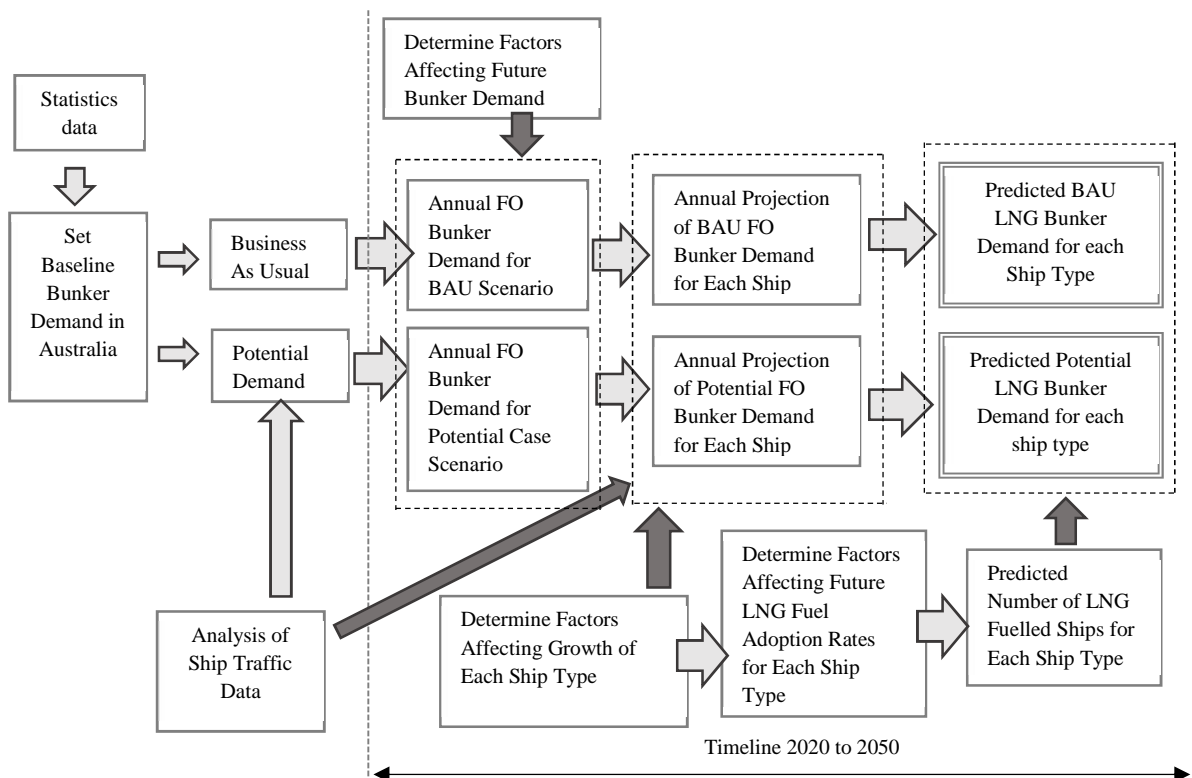 Determine Factors
Affecting Future
Bunker Demand
Statistics
data
Set
Baseline
Bunker
Demand in
Australia
Business
As Usual
Potential
Demand
Annual FO
Bunker
Demand for
BAU Scenario
Annual FO
Bunker
Demand for
Potential Case
Scenario
Annual Projection
of BAU FO
Bunker Demand
for Each Ship
Annual Projection
of Potential FO
Bunker Demand
for Each Ship
Predicted BAU
LNG Bunker
Demand for each
Ship Type
Predicted Potential
LNG Bunker
Demand for each
ship type
Analysis of
Ship Traffic
Data
Determine Factors
Affecting Growth of
Each Ship Type
Determine Factors
Affecting Future
LNG Fuel
Adoption Rates
for Each Ship
Type
Predicted
Number of LNG
Fuelled Ships for
Each Ship Type
Timeline 2020 to 2050